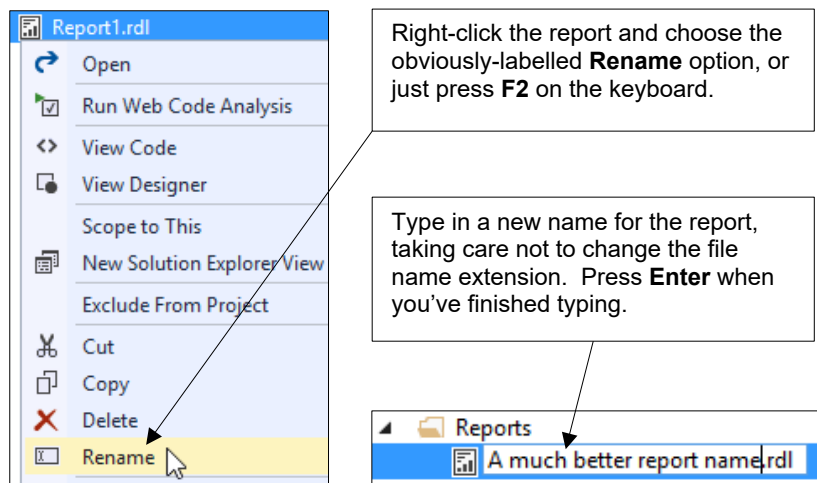 Report1.rdl
Open
Run Web Code Analysis
View Code
View Designer
Scope to This
New Solution Explorer View
Exclude From Project
Cut
Copy
Delete
Rename
Right-click the report and choose the
obviously-labelled Rename option, or
just press F2 on the keyboard.
Type in a new name for the report,
taking care not to change the file
name extension.  Press Enter when
you’ve finished typing.
Reports
A much better report name.rdl